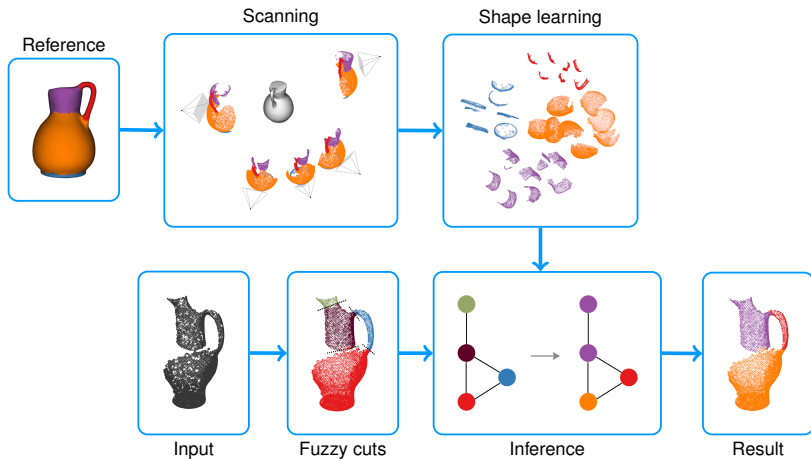 Scanning
Shape learning
Reference
Input
Fuzzy cuts
Inference
Result